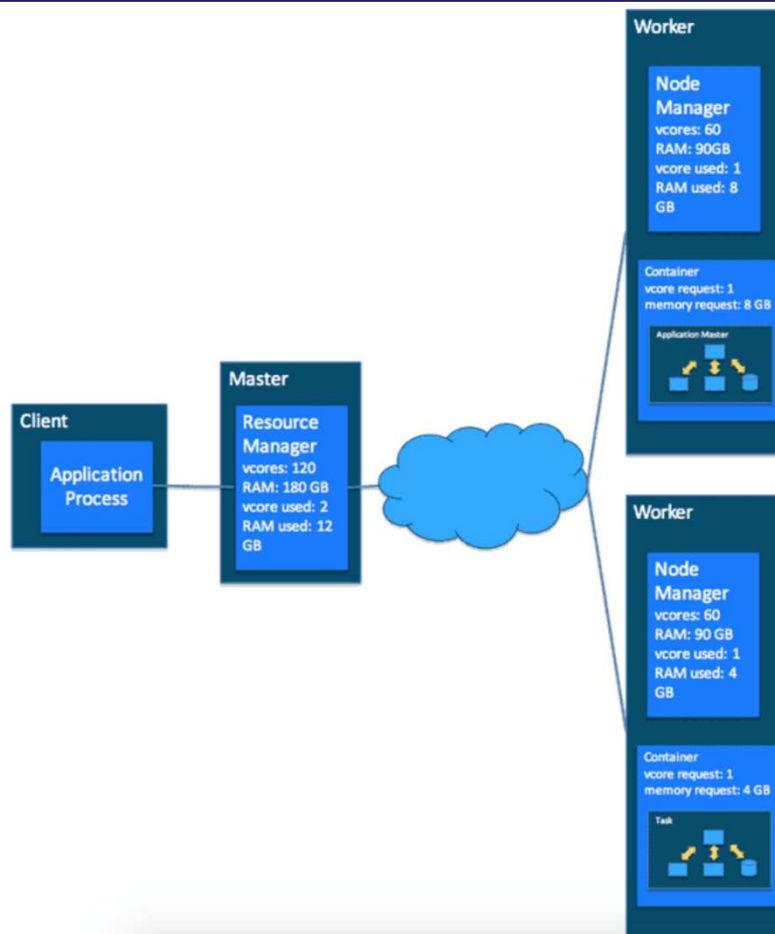 Client
Application
Process
Master
Resource
Manager
vcores: 120
RAM: 180 GB
vcore used: 2
RAM used: 12
GB
Worker
Node
Manager
vcores: 60
RAM: 90GB
vcore used: 1
RAM used: 8
GB
Container
vcore request: 1
memory request: 8 GB
Application Master
Worker
Node
Manager
vcores: 60
RAM: 90 GB
vcore used: 1
RAM used: 4
GB
Container
vcore request: 1
memory request: 4 GB
Task